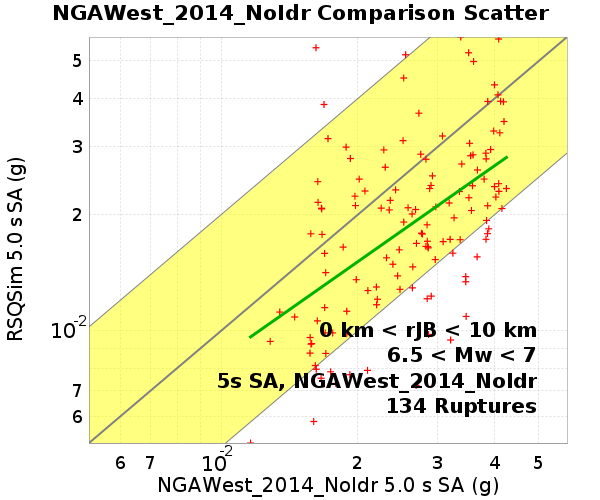 NGAWest_2014_NoIdr Comparison Scatter
RSQSim 5.0 s SA (g)
5
4
3
2
10-2
7
6
0 km < rJB < 10 km
6.5 < Mw < 7
5s SA, NGAWest_2014_NoIdr
134 Ruptures
6 7 10-2 2 3 4 5
NGAWest_2014_NoIdr 5.0 s SA (g)